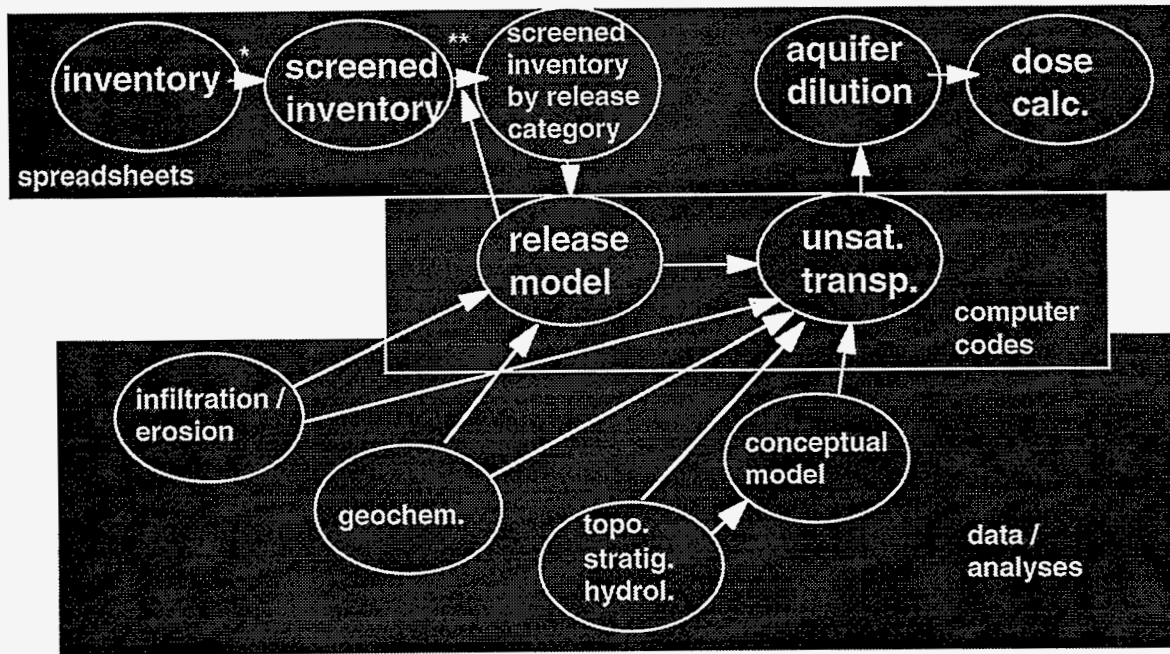 inventory
*
screened
inventory
**
screened
inventory
by release
category
aquifer
dilution
dose
calc.
spreadsheets
release
model
unsat.
transp.
computer
codes
infiltration /
erosion
geochem.
topo.
stratig.
hydrol.
conceptual
model
data /
analyses